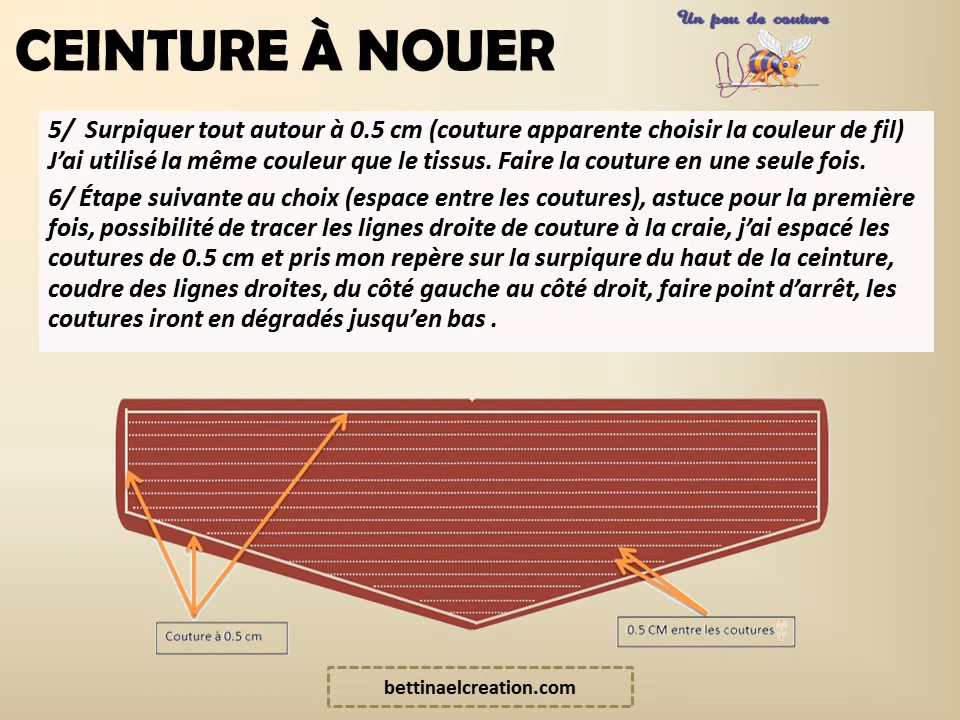 CEINTURE À NOUER
Un peu de couture
5/  Surpiquer tout autour à 0.5 cm (couture apparente choisir la couleur de fil)
J’ai utilisé la même couleur que le tissus. Faire la couture en une seule fois.
6/ Étape suivante au choix (espace entre les coutures), astuce pour la première
fois, possibilité de tracer les lignes droite de couture à la craie, j’ai espacé les
coutures de 0.5 cm et pris mon repère sur la surpiqure du haut de la ceinture,
coudre des lignes droites, du côté gauche au côté droit, faire point d’arrêt, les
coutures iront en dégradés jusqu’en bas .
Couture à 0.5 cm
0.5 CM entre les coutures
bettinaelcreation.com